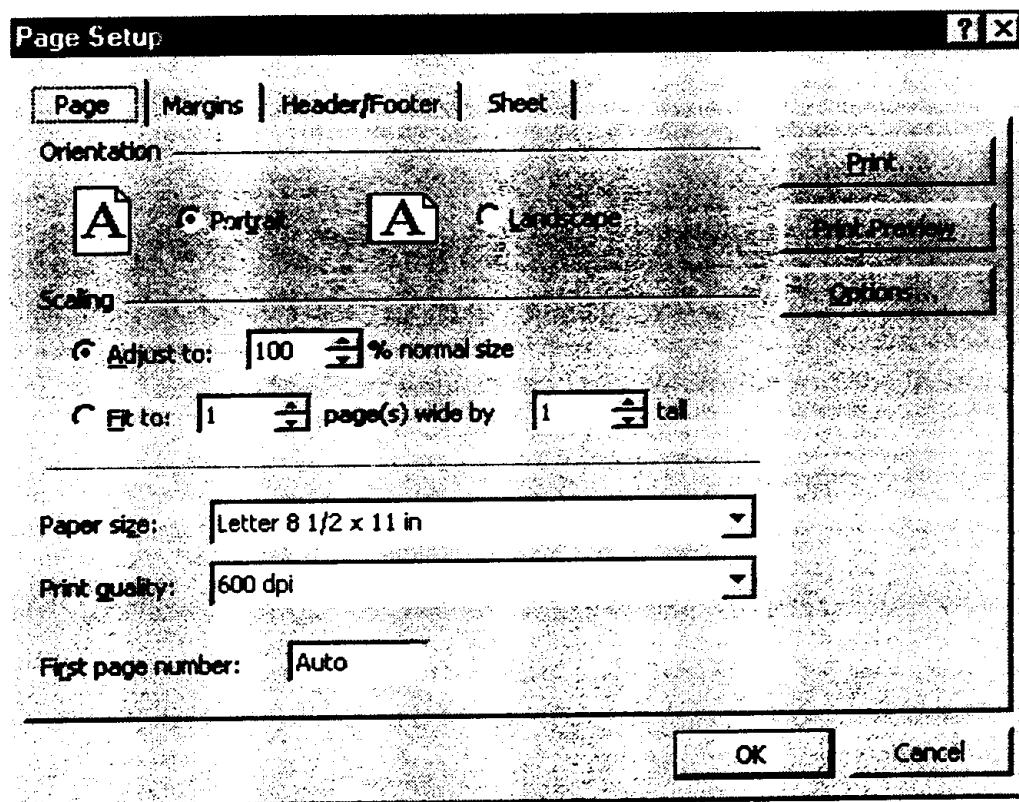 Page Setup ? X
Page Margins Header/Footer Sheet
Orientation
A Portrait A Landscape
Print...
Print Preview
Options...
Scaling
Adjust to: 100 % normal size
Fit to: 1 page(s) wide by 1 tall
Paper size: Letter 8 1/2 x 11 in
Print quality: 600 dpi
First page number: Auto
OK Cancel